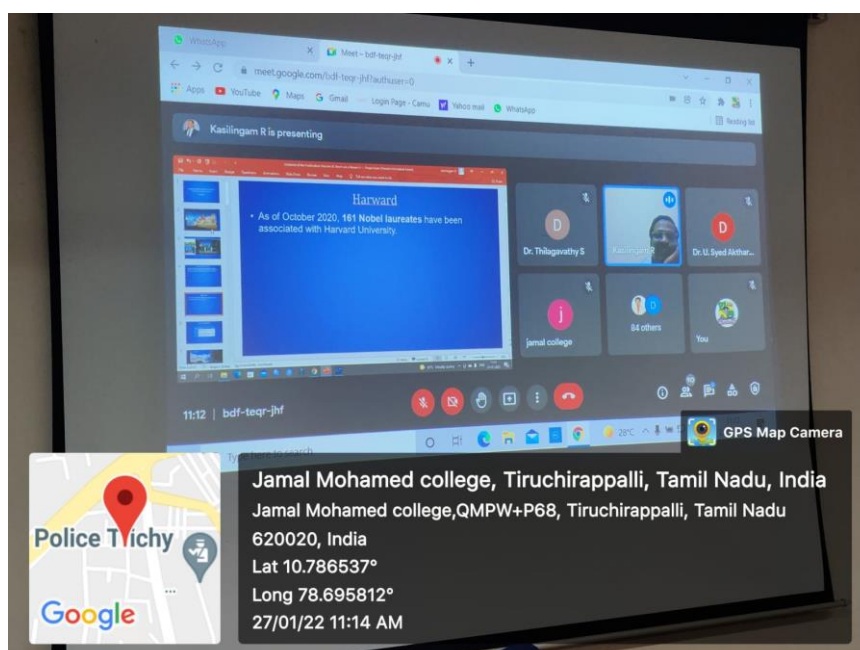 WhatsApp
Meet – bdf-teqr-jhf
meet.google.com/bdf-teqr-jhf?authuser=0
Apps YouTube Maps Gmail Login Page - Camu Yahoo mail WhatsApp
Reading list
Kasilingam R is presenting
Harward
• As of October 2020, 161 Nobel laureates have been
associated with Harvard University.
Dr. Thilagavathy S
Kasilingam R
Dr. U. Syed Akthar...
D
D
j
D
jamal college
84 others
You
90
11:12 | bdf-teqr-jhf
Type here to search
28°C
GPS Map Camera
Police Trichy
Google
Jamal Mohamed college, Tiruchirappalli, Tamil Nadu, India
Jamal Mohamed college,QMPW+P68, Tiruchirappalli, Tamil Nadu
620020, India
Lat 10.786537°
Long 78.695812°
27/01/22 11:14 AM